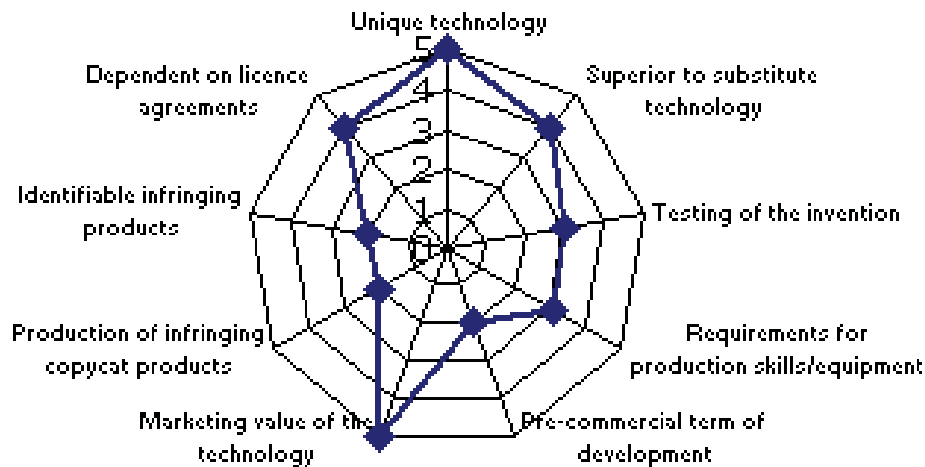 Unique technology
5
4
3
2
1
0
Superior to substitute
technology
Testing of the invention
Requirements for
production skills/equipment
Pre-commercial term of
development
Marketing value of the
technology
Production of infringing
copycat products
Identifiable infringing
products
Dependent on licence
agreements